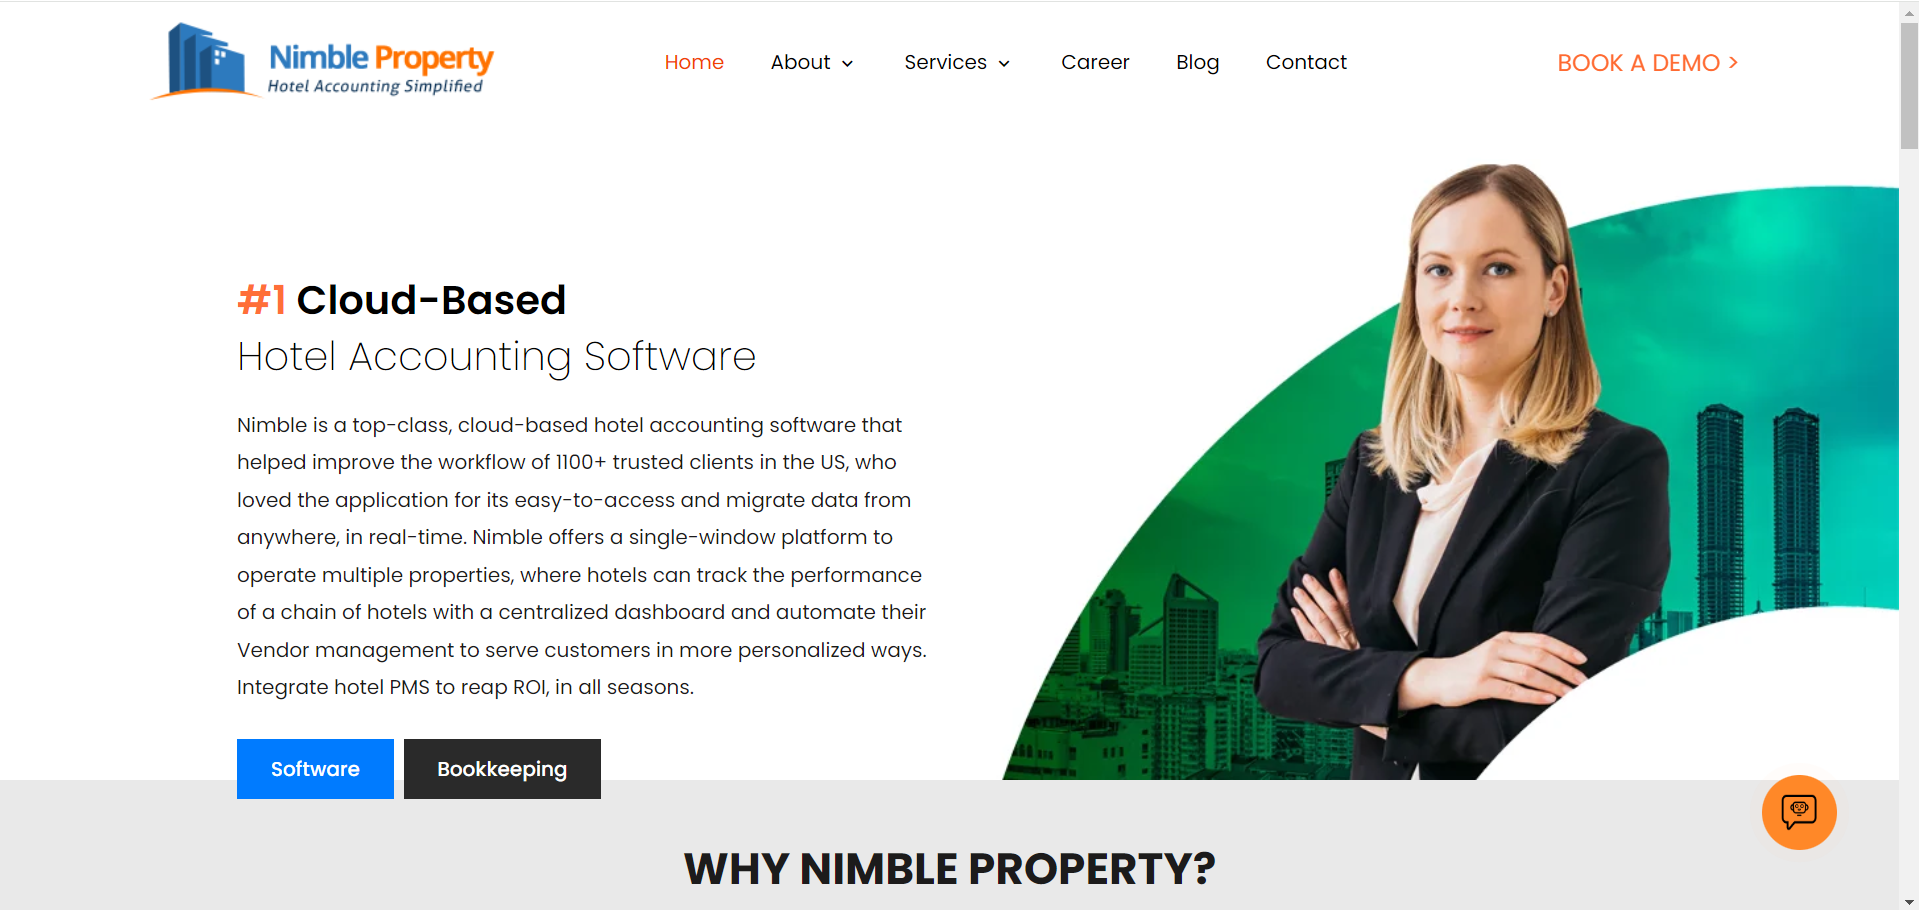 Nimble Property
Hotel Accounting Simplified
Home
About
Services
Career
Blog
Contact
BOOK A DEMO >
#1 Cloud-Based
Hotel Accounting Software
Nimble is a top-class, cloud-based hotel accounting software that
helped improve the workflow of 1100+ trusted clients in the US, who
loved the application for its easy-to-access and migrate data from
anywhere, in real-time. Nimble offers a single-window platform to
operate multiple properties, where hotels can track the performance
of a chain of hotels with a centralized dashboard and automate their
Vendor management to serve customers in more personalized ways.
Integrate hotel PMS to reap ROI, in all seasons.
Software
Bookkeeping
WHY NIMBLE PROPERTY?